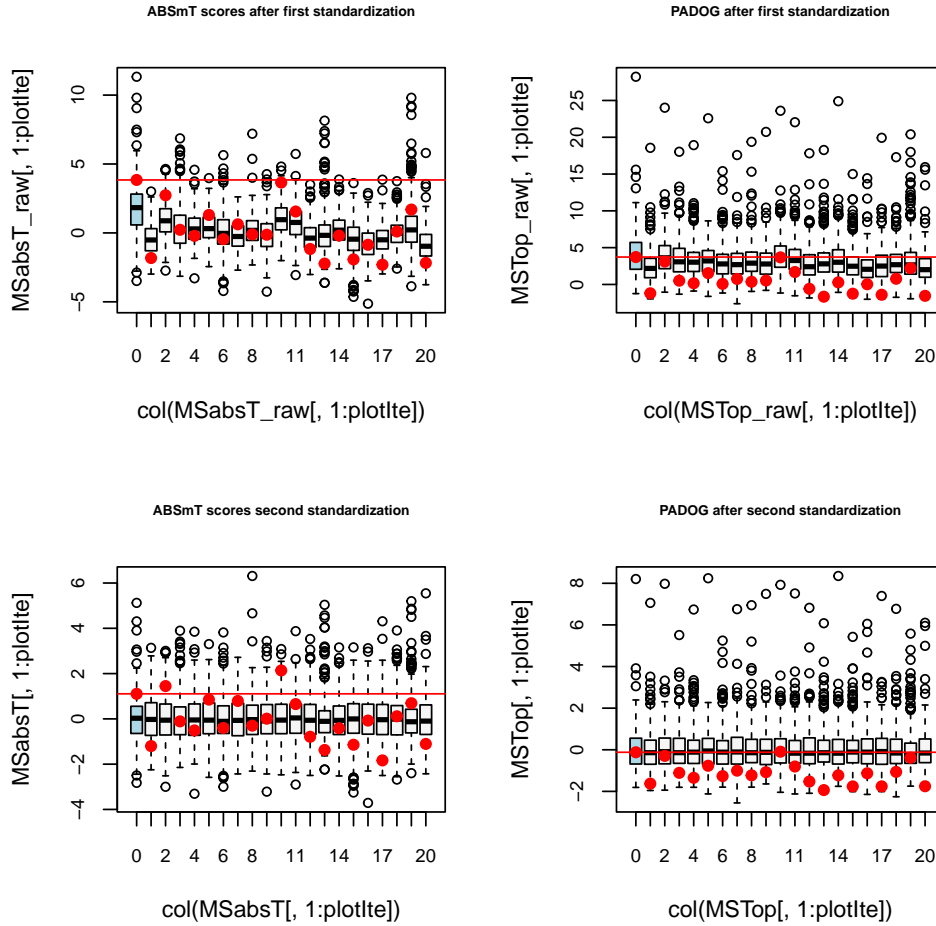 ABSmT scores after first standardization
MSabsT_raw[, 1:plotIte]
10
5
0
−5
0 2 4 6 8 11 14 17 20
col(MSabsT_raw[, 1:plotIte])
PADOG after first standardization
MSTop_raw[, 1:plotIte]
25
20
15
10
5
0
0 2 4 6 8 11 14 17 20
col(MSTop_raw[, 1:plotIte])
ABSmT scores second standardization
MSabsT[, 1:plotIte]
6
4
2
0
−2
−4
0 2 4 6 8 11 14 17 20
col(MSabsT[, 1:plotIte])
PADOG after second standardization
MSTop[, 1:plotIte]
8
6
4
2
0
−2
0 2 4 6 8 11 14 17 20
col(MSTop[, 1:plotIte])